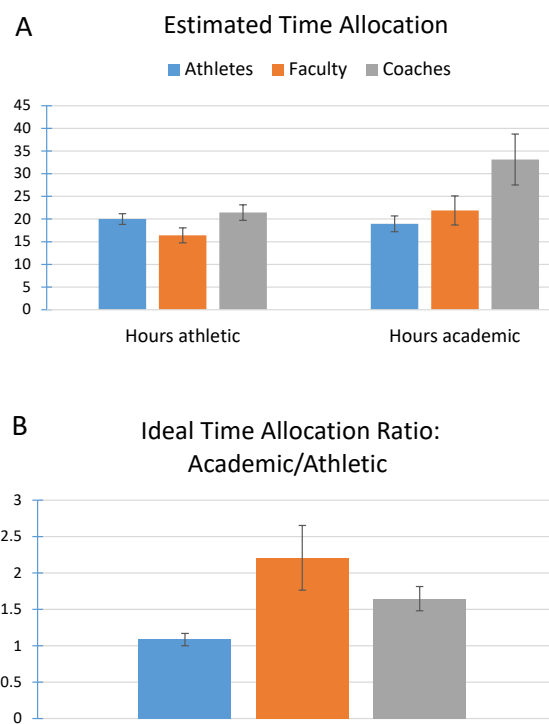 A
Estimated Time Allocation
Athletes Faculty Coaches
45
40
35
30
25
20
15
10
5
0
Hours athletic Hours academic
B
Ideal Time Allocation Ratio:
Academic/Athletic
3
2.5
2
1.5
1
0.5
0